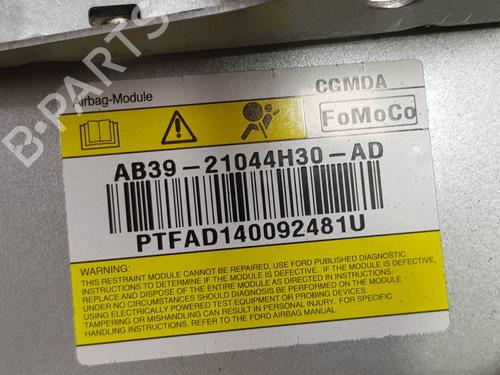 B-PARTS
Airbag-Module
CGMDA
FoMoCo
AB39-21044H30-AD
PTFAD140092481U
WARNING:
THIS RESTRAINT MODULE CANNOT BE REPAIRED, USE FORD PUBLISHED DIAGNOSTIC
INSTRUCTIONS TO DETERMINE IF THE MODULE IS DEFECTIVE. IF MODULE IS DEFECTIVE,
REPLACE AND DISPOSE OF THE ENTIRE MODULE AS DIRECTED IN INSTRUCTIONS:
UNDER NO CIRCUMSTANCES SHOULD DIAGNOSIS BE PERFORMED ON THE MODULE
USING ELECTRICALLY POWERED TEST EQUIPMENT OR PROBING DEVICES.
TAMPERING OR MISHANDLING CAN RESULT IN PERSONAL INJURY. FOR SPECIFIC
HANDLING INSTRUCTIONS, REFER TO THE FORD AIRBAG MANUAL.